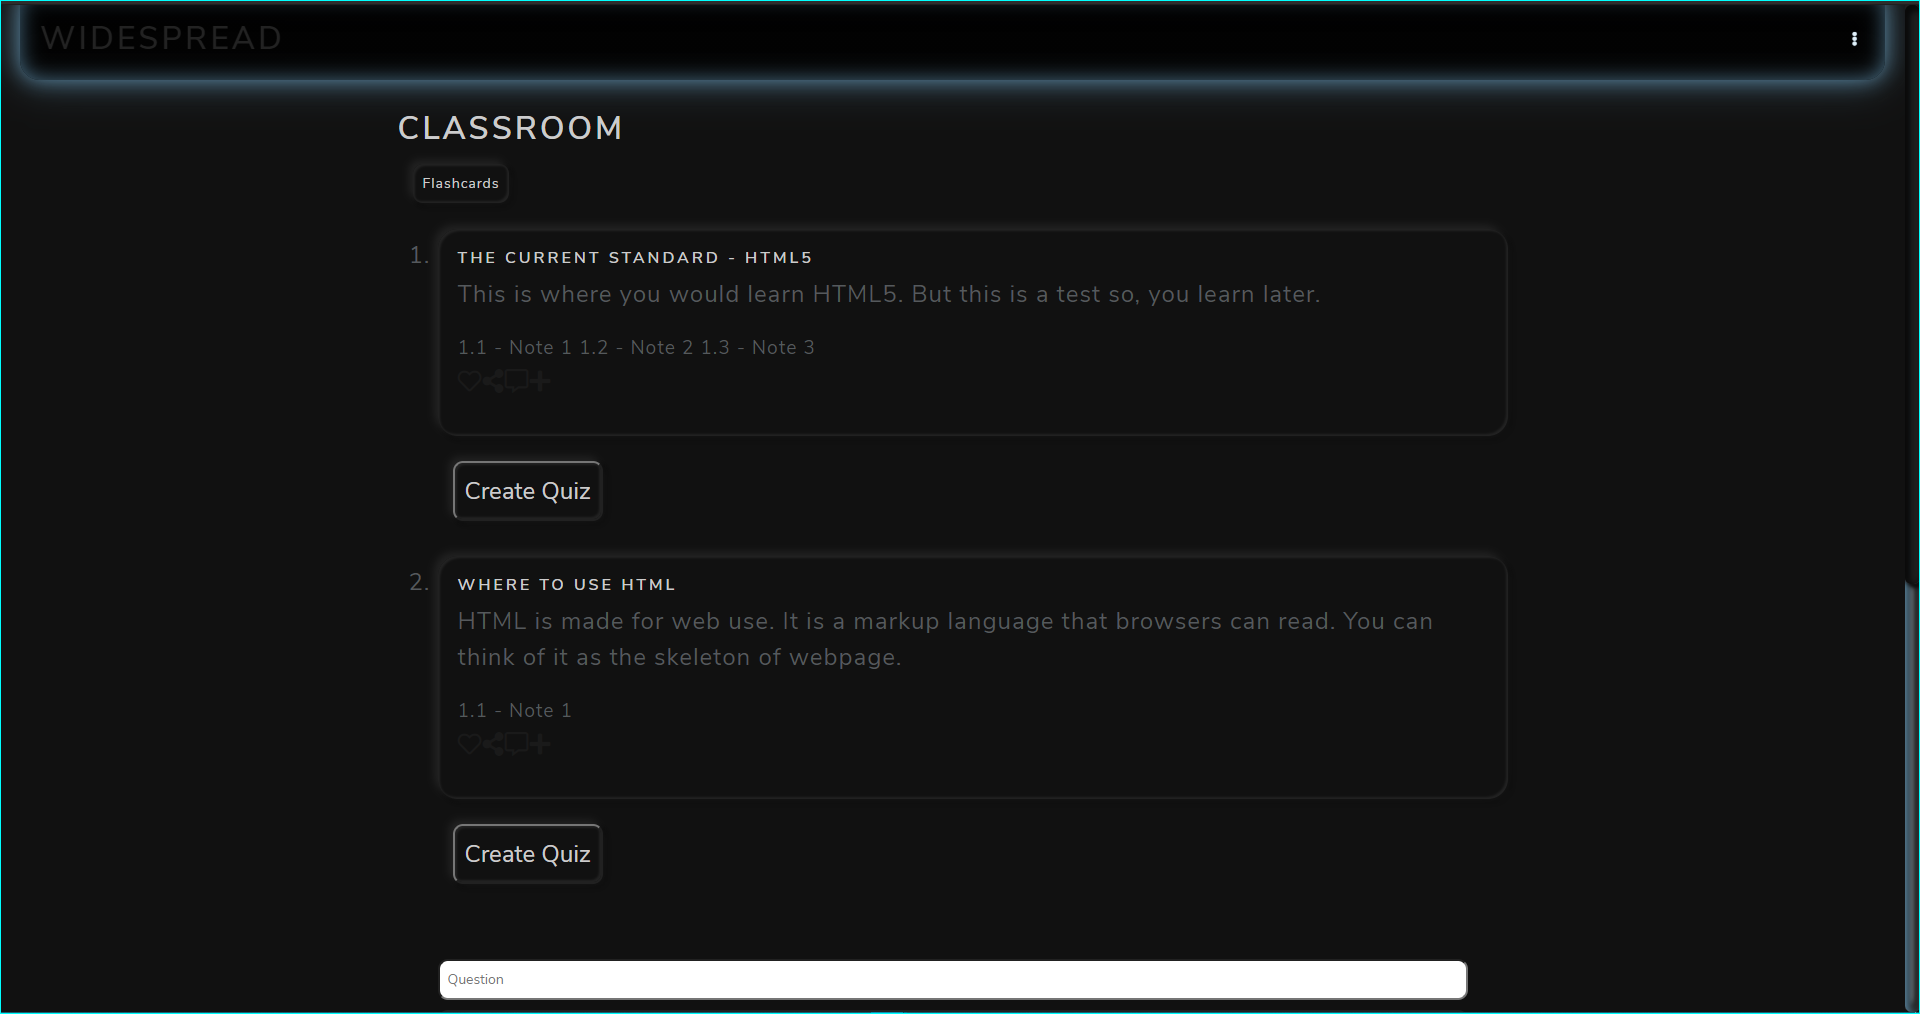 WIDESPREAD
CLASSROOM
Flashcards
1.
THE CURRENT STANDARD - HTML5
This is where you would learn HTML5. But this is a test so, you learn later.
1.1 - Note 1 1.2 - Note 2 1.3 - Note 3
Create Quiz
2.
WHERE TO USE HTML
HTML is made for web use. It is a markup language that browsers can read. You can
think of it as the skeleton of webpage.
1.1 - Note 1
Create Quiz
Question